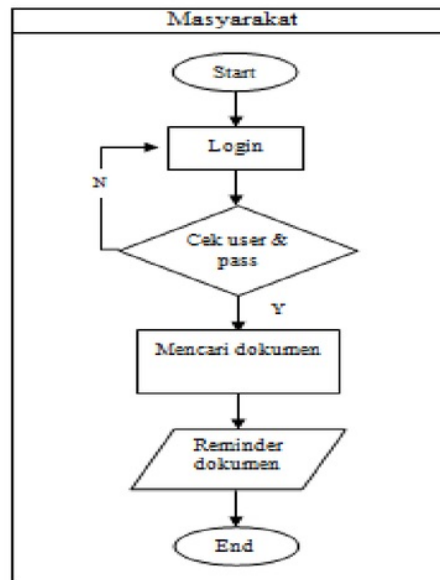 Masyarakat
Start
Login
N
Cek user &
pass
Y
Mencari dokumen
Reminder
dokumen
End